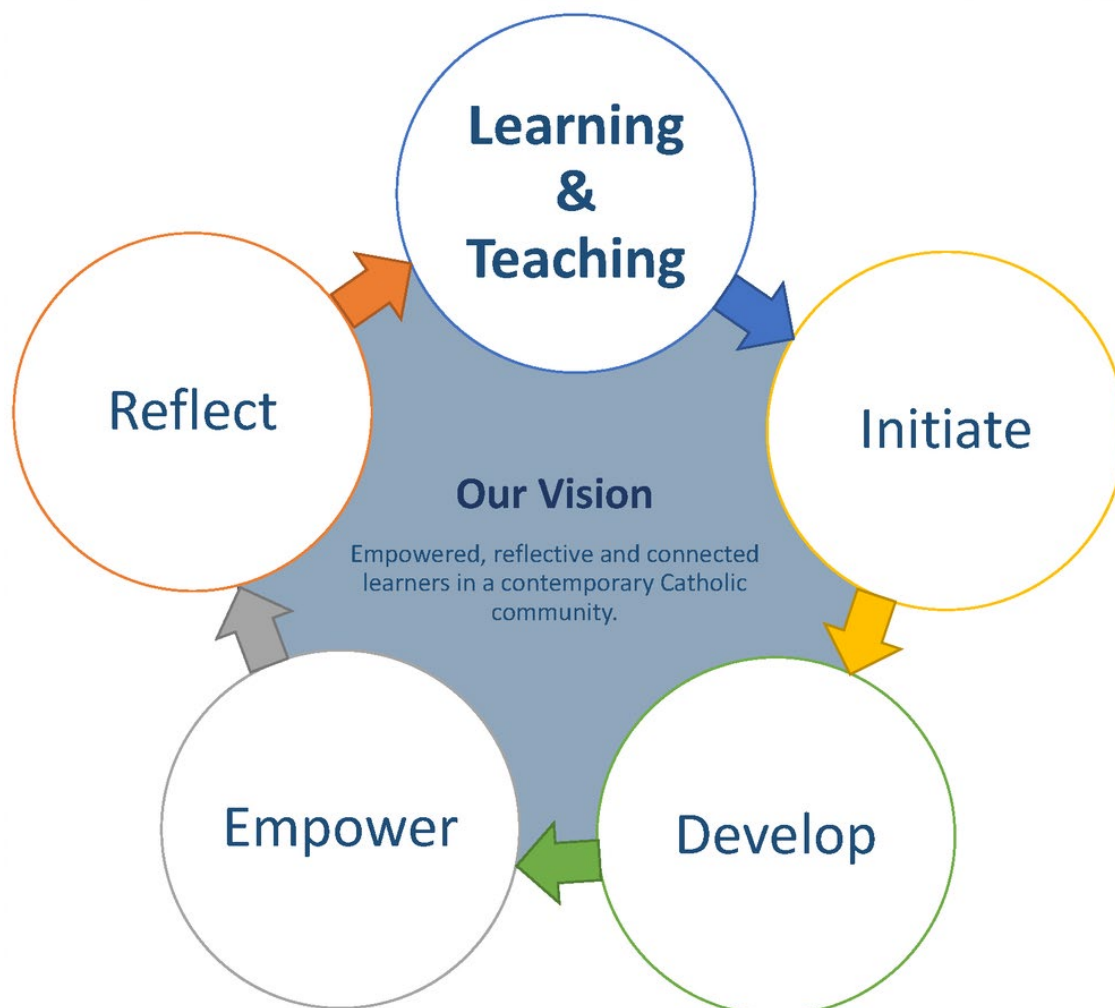 Learning
&
Teaching
Initiate
Develop
Empower
Reflect
Our Vision
Empowered, reflective and connected
learners in a contemporary Catholic
community.